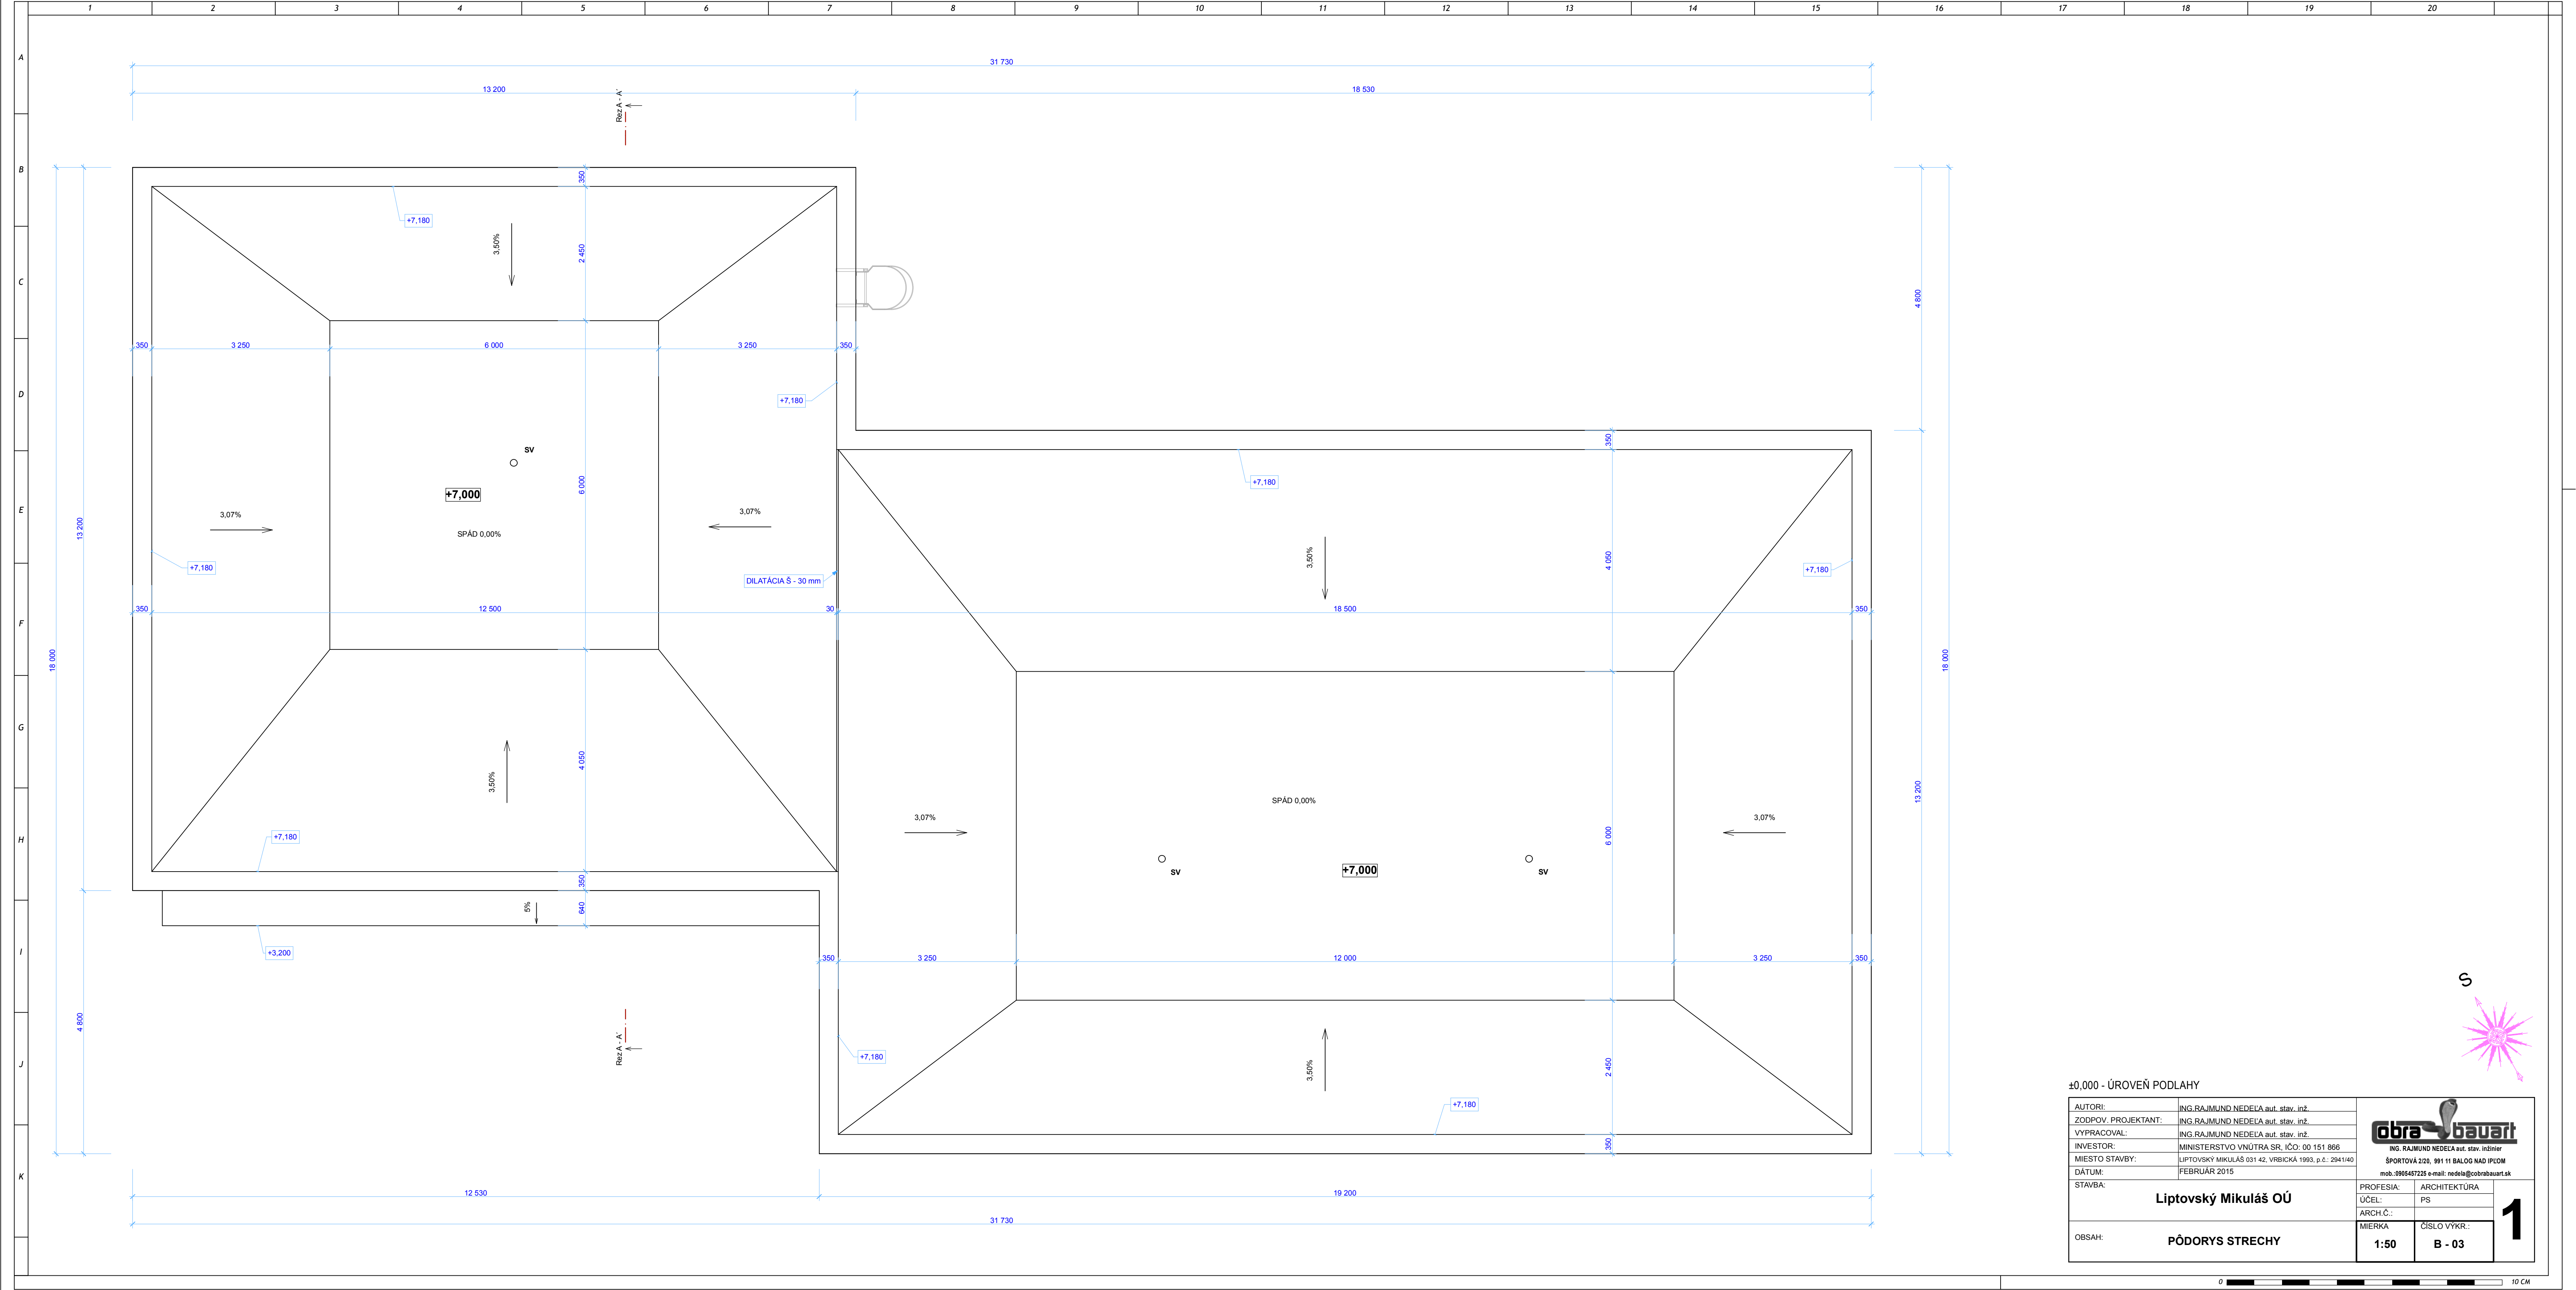 1 2 3 4 5 6 7 8 9 10 11 12 13 14 15 16 17 18 19 20
A
B
C
D
E
F
G
H
I
J
K
31 730
13 200
18 530
Rez A - A´
350
+7,180
3,50%
2 450
4 800
350
3 250
6 000
3 250
350
+7,180
350
SV
+7,180
+7,000
6 000
3,07%
3,07%
SPÁD 0,00%
13 200
3,50%
4 050
+7,180
+7,180
DILATÁCIA Š - 30 mm
350
12 500
30
18 500
350
18 000
18 000
4 050
3,50%
13 200
SPÁD 0,00%
3,07%
3,07%
6 000
+7,180
SV
+7,000
SV
350
5%
640
+3,200
350
3 250
12 000
3 250
350
4 800
Rez A - A´
+7,180
3,50%
2 450
+7,180
350
12 530
19 200
31 730
S
±0,000 - ÚROVEŇ PODLAHY
AUTORI: ING.RAJMUND NEDEĽA aut. stav. inž.
ZODPOV. PROJEKTANT: ING.RAJMUND NEDEĽA aut. stav. inž.
VYPRACOVAL: ING.RAJMUND NEDEĽA aut. stav. inž.
INVESTOR: MINISTERSTVO VNÚTRA SR, IČO: 00 151 866
MIESTO STAVBY: LIPTOVSKÝ MIKULÁŠ 031 42, VRBICKÁ 1993, p.č.: 2941/40
DÁTUM: FEBRUÁR 2015
obra bauart
ING. RAJMUND NEDEĽA aut. stav. inžinier
ŠPORTOVÁ 2/20, 991 11 BALOG NAD IPĽOM
mob.:0905457225 e-mail: nedela@cobrabauart.sk
STAVBA:
Liptovský Mikuláš OÚ
PROFESIA: ARCHITEKTÚRA
ÚČEL: PS
ARCH.Č.:
1
OBSAH:
PÔDORYS STRECHY
MIERKA
1:50
ČÍSLO VÝKR.:
B - 03
0 10 CM